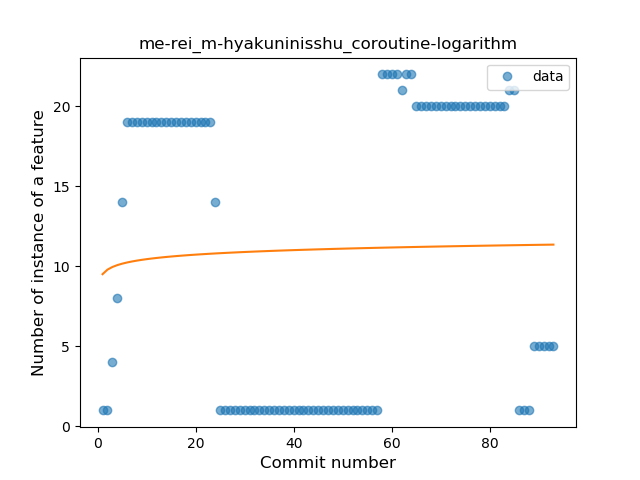 me-rei_m-hyakuninisshu_coroutine-logarithm
data
Number of instance of a feature
20
15
10
5
0
0 20 40 60 80
Commit number